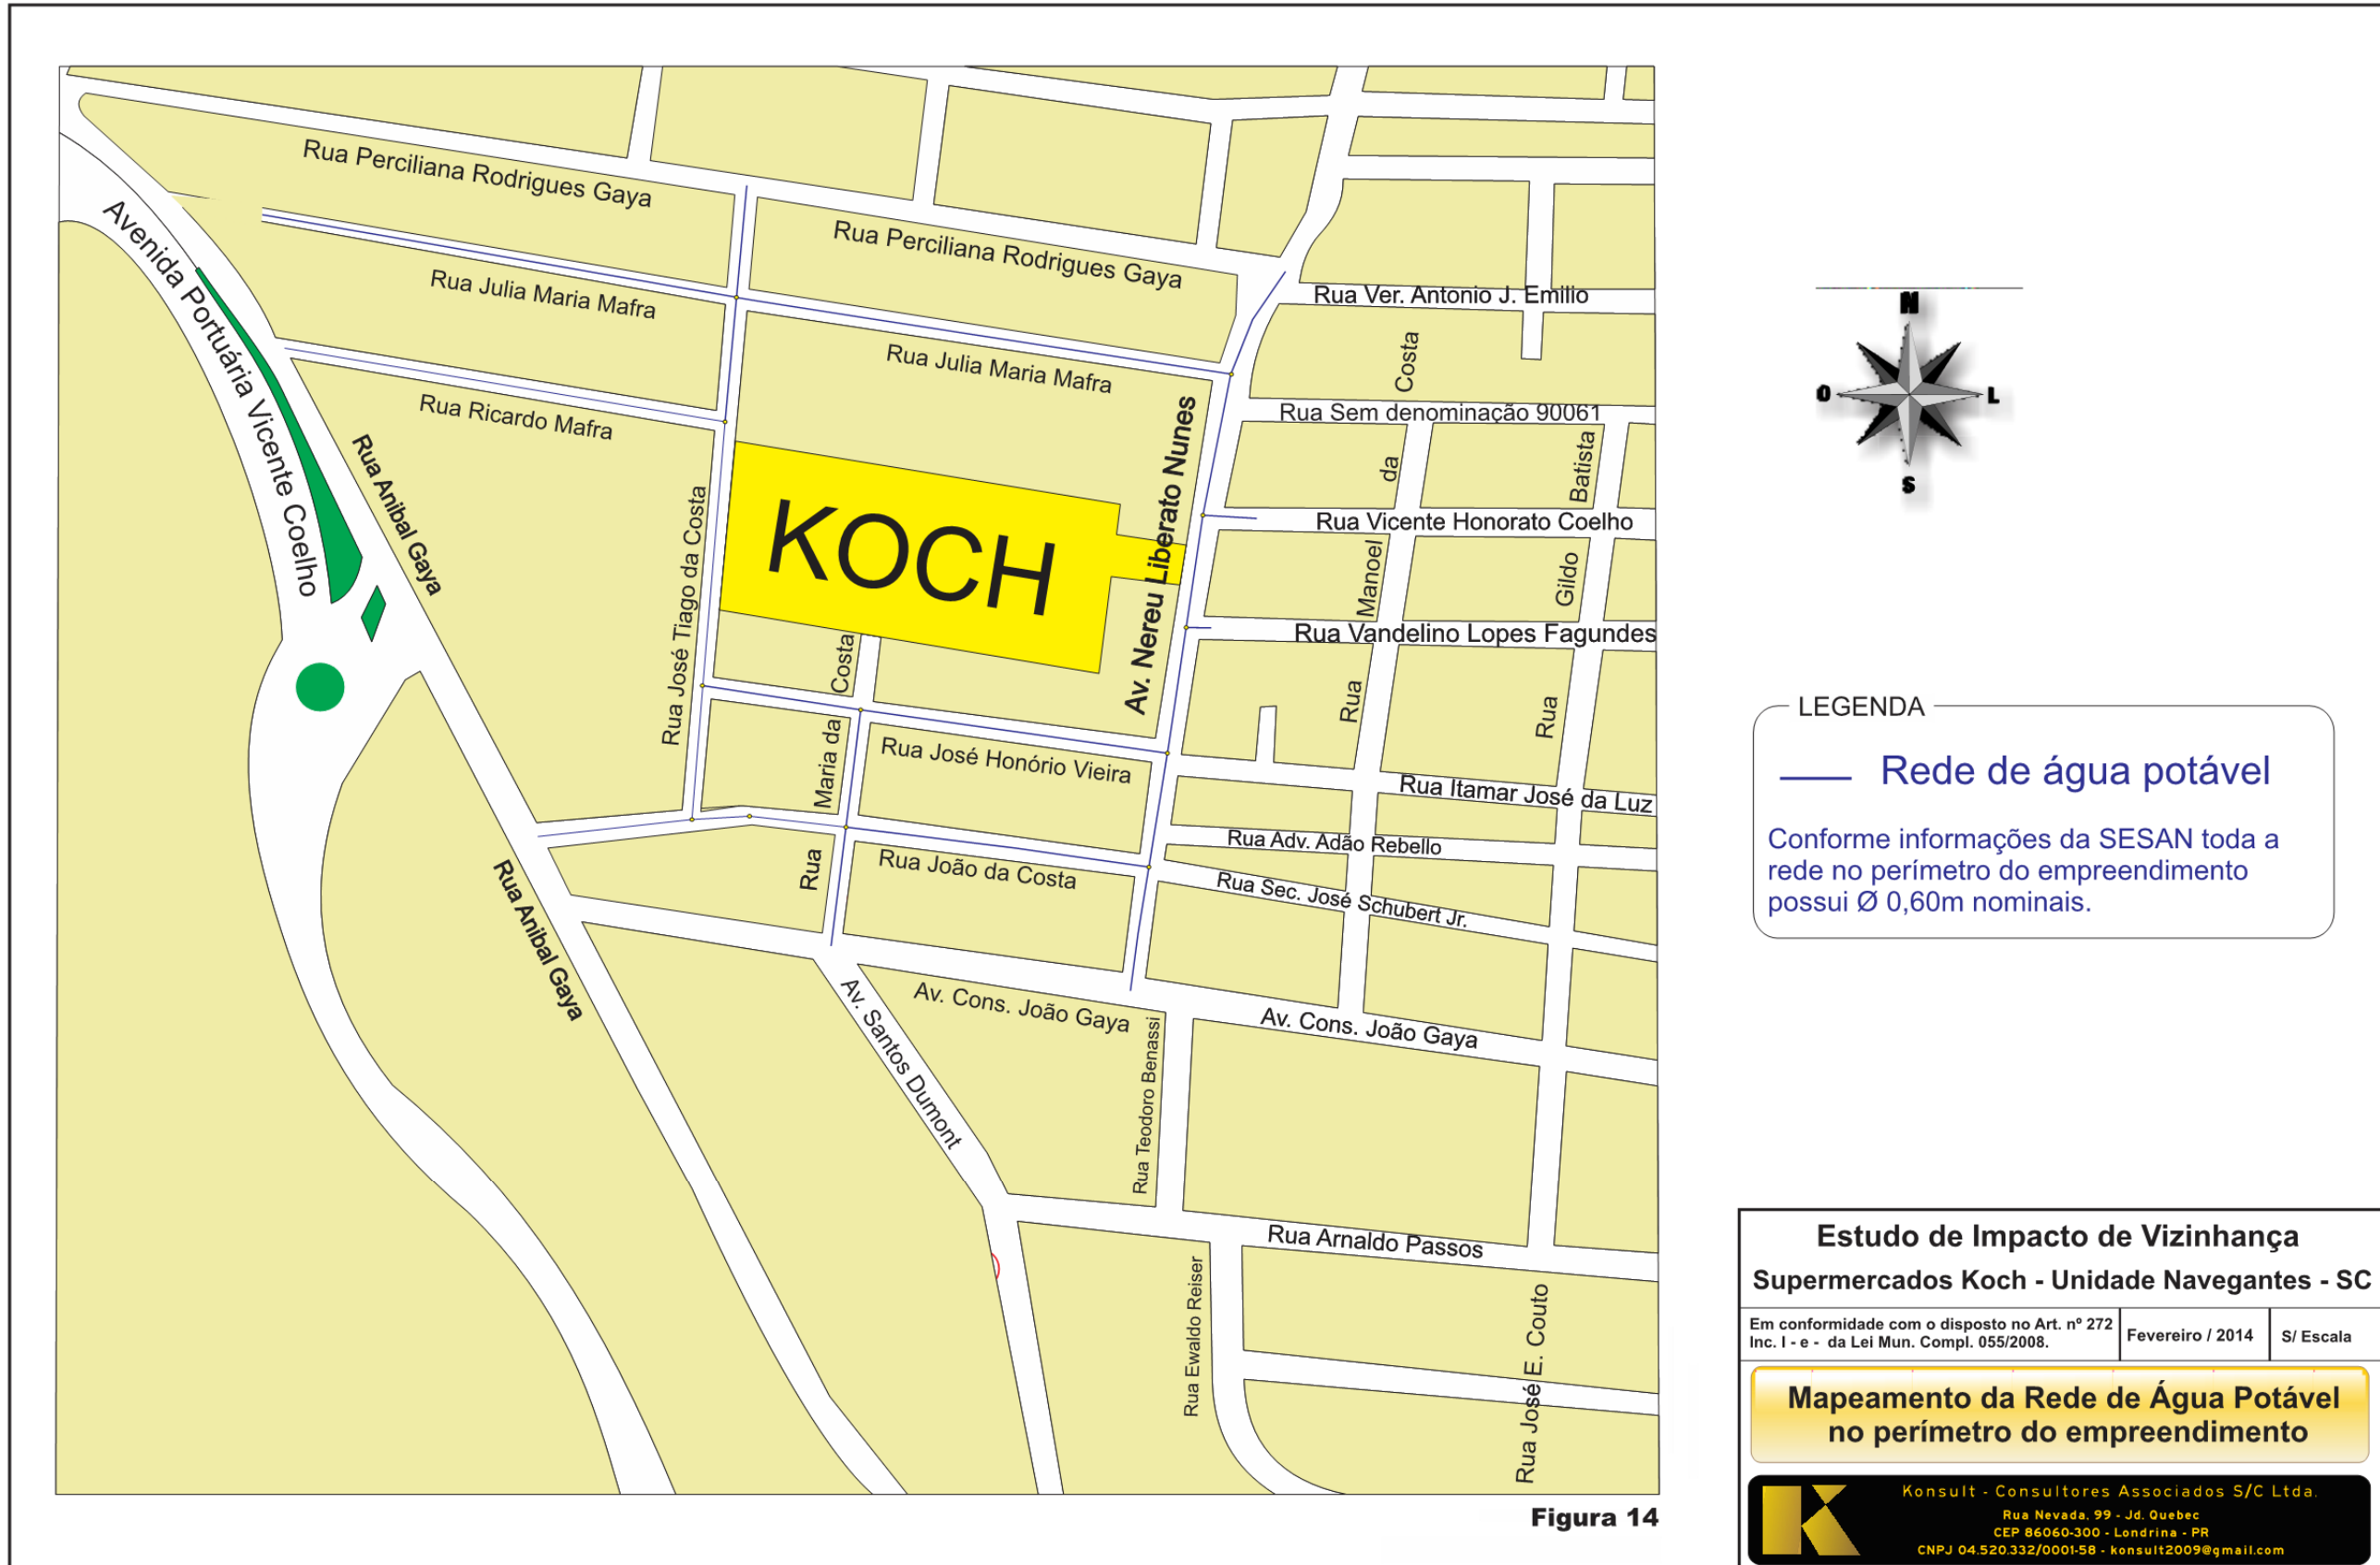 Rua Perciliana Rodrigues Gaya
Rua Perciliana Rodrigues Gaya
Avenida Portuária Vicente Coelho
Rua Julia Maria Mafra
Rua Julia Maria Mafra
Rua Ver. Antonio J. Emilio
Rua Ricardo Mafra
Rua Anibal Gaya
Rua José Tiago da Costa
KOCH
Av. Nereu Liberato Nunes
Rua Sem denominação 90061
Rua Manoel da Costa
Rua Gildo Batista
Rua Vicente Honorato Coelho
Rua Vandelino Lopes Fagundes
Rua Maria da Costa
Rua José Honório Vieira
Rua Itamar José da Luz
Rua Adv. Adão Rebello
Rua João da Costa
Rua Sec. José Schubert Jr.
Rua Anibal Gaya
Av. Santos Dumont
Av. Cons. João Gaya
Av. Cons. João Gaya
Rua Teodoro Benassi
Rua Arnaldo Passos
Rua Ewaldo Reiser
Rua José E. Couto
Figura 14
N
O
L
S
LEGENDA
Rede de água potável
Conforme informações da SESAN toda a
rede no perímetro do empreendimento
possui Ø 0,60m nominais.
Estudo de Impacto de Vizinhança
Supermercados Koch - Unidade Navegantes - SC
Em conformidade com o disposto no Art. nº 272
Inc. I - e - da Lei Mun. Compl. 055/2008.
Fevereiro / 2014
S/ Escala
Mapeamento da Rede de Água Potável
no perímetro do empreendimento
K
Konsult - Consultores Associados S/C Ltda.
Rua Nevada, 99 - Jd. Quebec
CEP 86060-300 - Londrina - PR
CNPJ 04.520.332/0001-58 - konsult2009@gmail.com